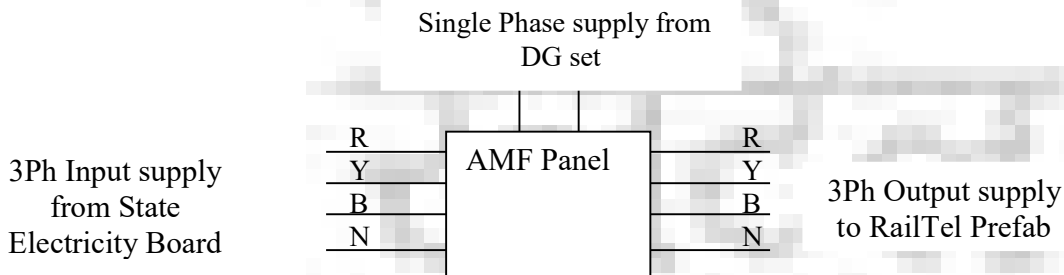 Single Phase supply from
DG set
3Ph Input supply
from State
Electricity Board
R
Y
B
N
AMF Panel
R
Y
B
N
3Ph Output supply
to RailTel Prefab